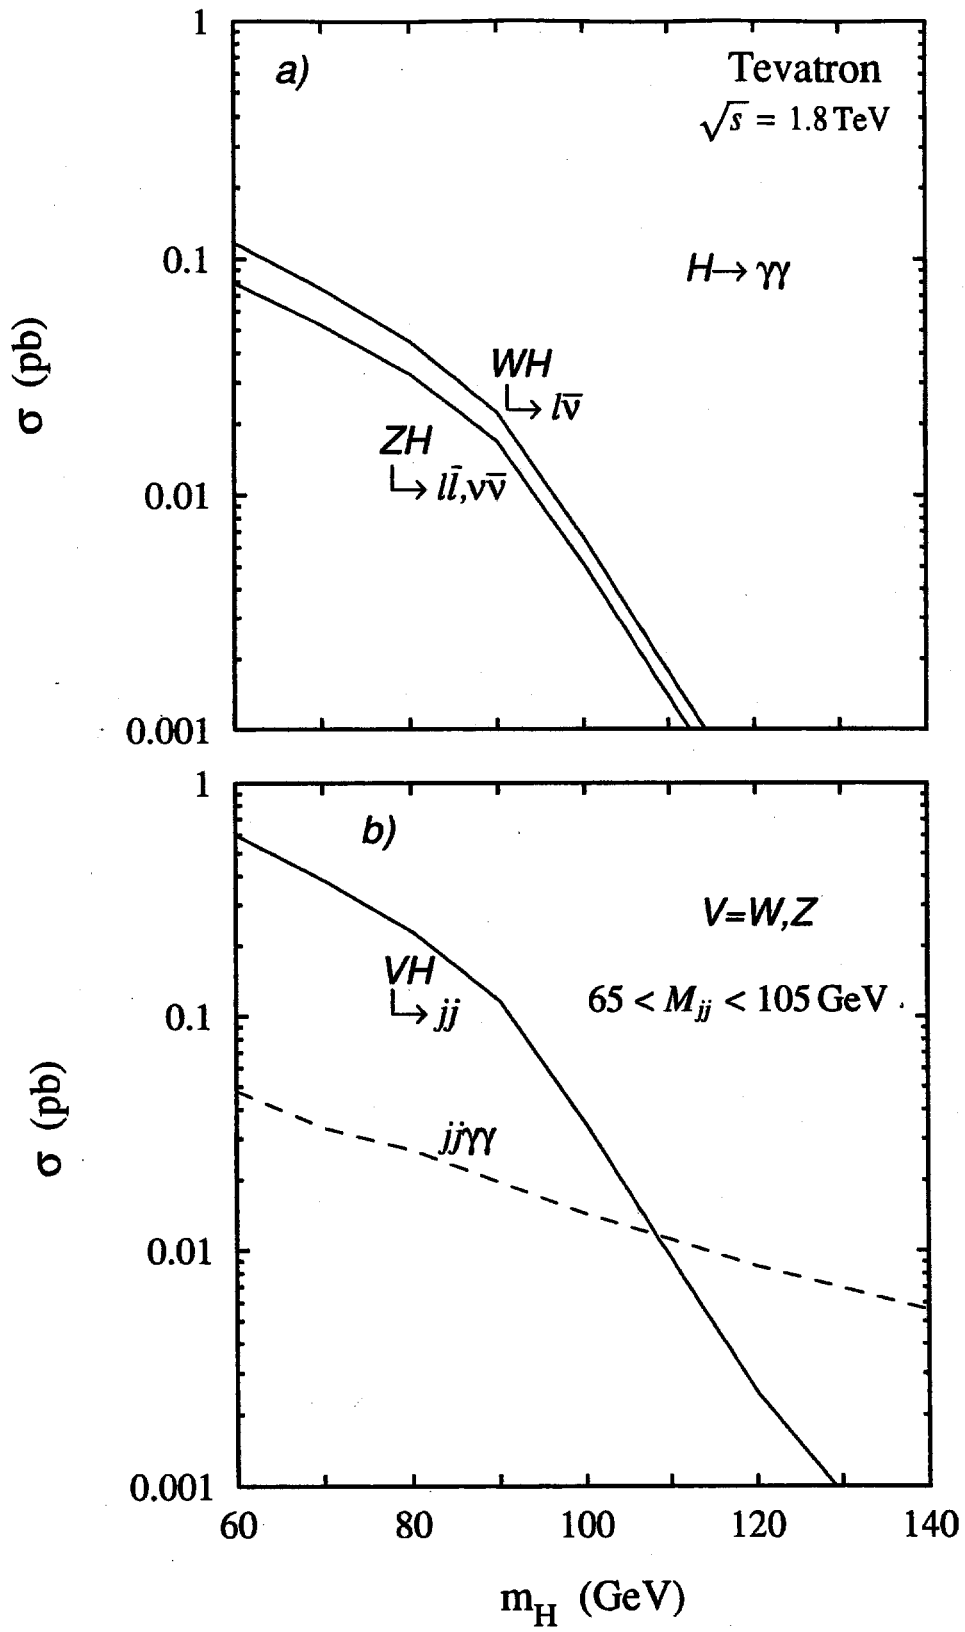 1
a)
Tevatron
√s = 1.8 TeV
0.1
H→ γγ
σ (pb)
WH
↳ lν̅
ZH
↳ ll̅,νν̅
0.01
0.001
1
b)
V=W,Z
VH
↳ jj
65 < M_jj < 105 GeV
0.1
σ (pb)
jjγγ
0.01
0.001
60 80 100 120 140
m_H (GeV)